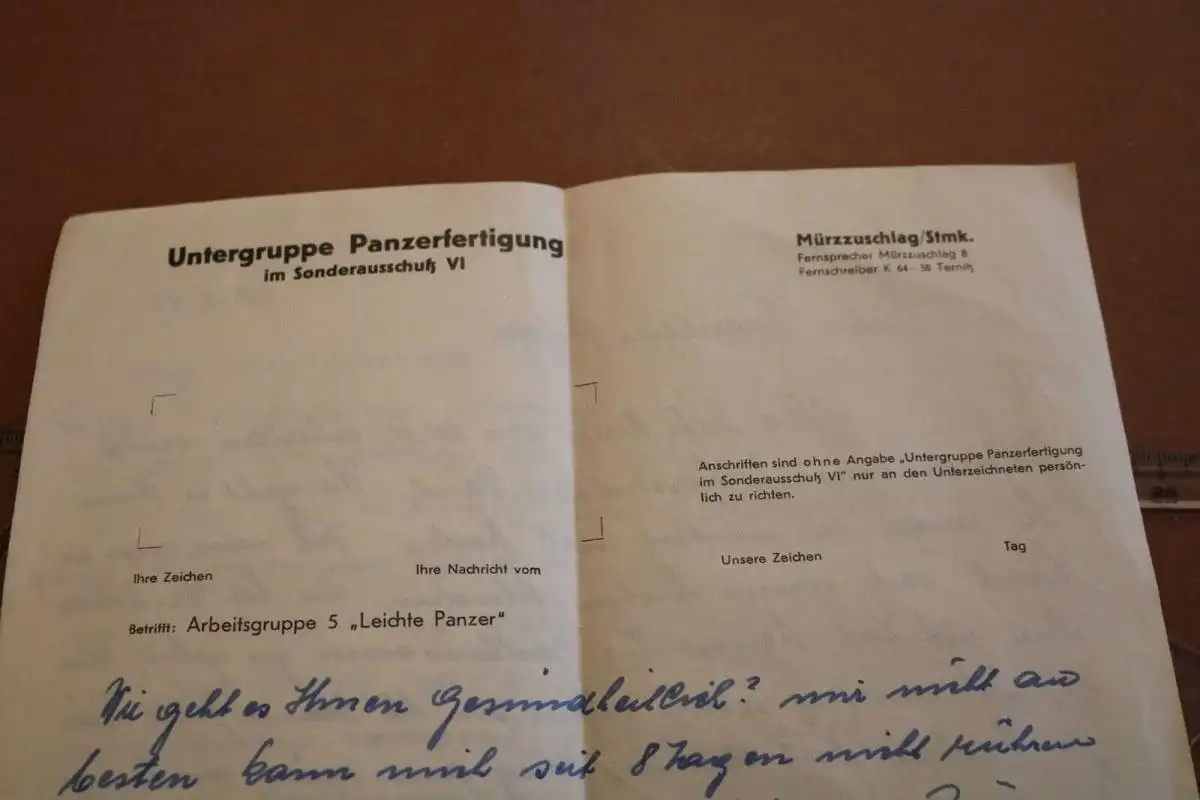 Untergruppe Panzerfertigung
im Sonderausschuß VI
Mürzzuschlag/Stmk.
Fernsprecher Mürzzuschlag 8
Fernschreiber K 64 - 38 Ternitz
Anschriften sind ohne Angabe „Untergruppe Panzerfertigung
im Sonderausschuß VI" nur an den Unterzeichneten persön-
lich zu richten.
Ihre Zeichen
Ihre Nachricht vom
Unsere Zeichen
Tag
Betrifft: Arbeitsgruppe 5 „Leichte Panzer"
Wie geht es Ihnen Gesundheitlich? mir nicht am
besten kann mich seit 8 Tagen nicht rühren
28